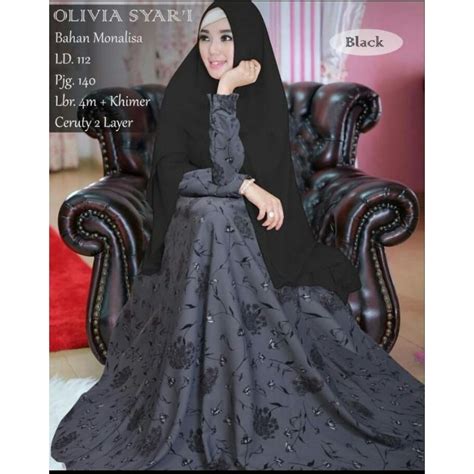 OLIVIA SYAR'I
Bahan Monalisa
LD. 112
Pjg. 140
Lbr. 4m + Khimer
Ceruty 2 Layer
Black